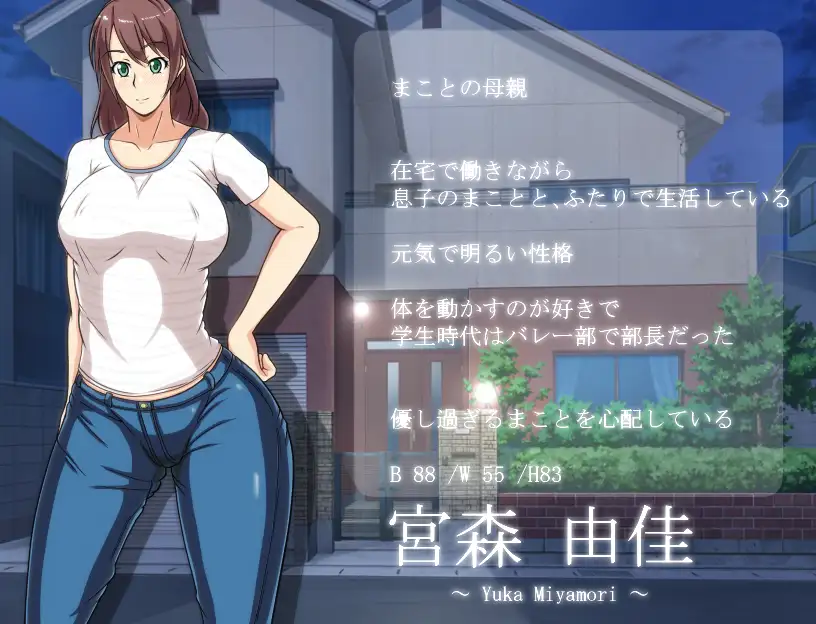 まことの母親
在宅で働きながら
息子のまことと、ふたりで生活している
元気で明るい性格
体を動かすのが好きで
学生時代はバレー部で部長だった
優し過ぎるまことを心配している
B 88 /W 55 /H83
宮森 由佳
～ Yuka Miyamori ～